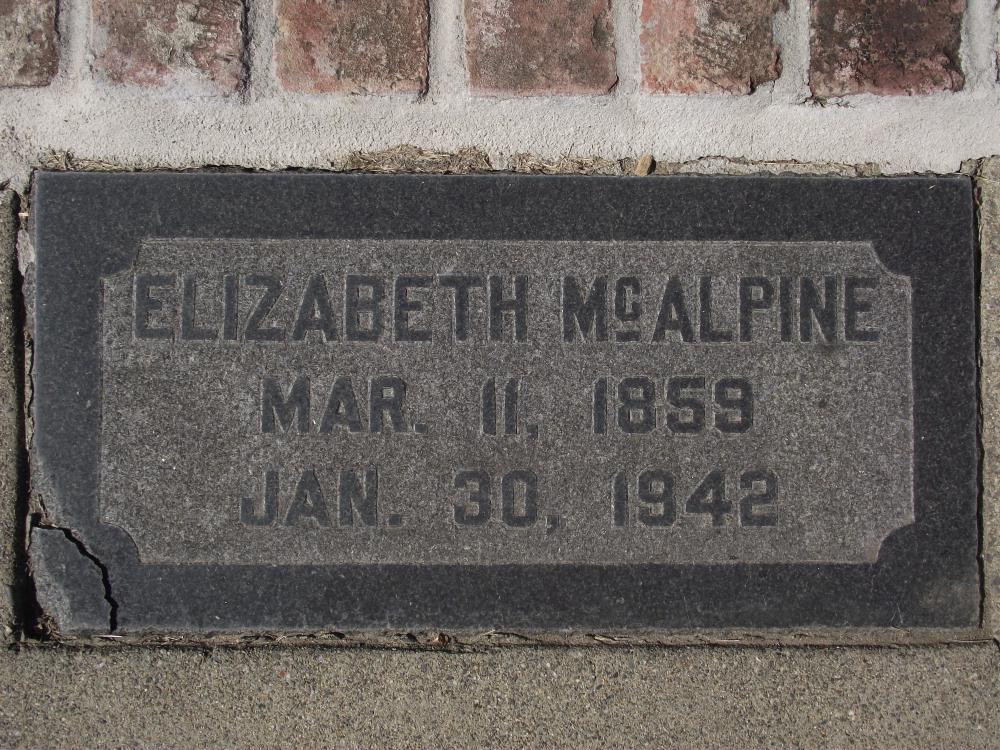 ELIZABETH McALPINE
MAR. 11, 1859
JAN. 30, 1942